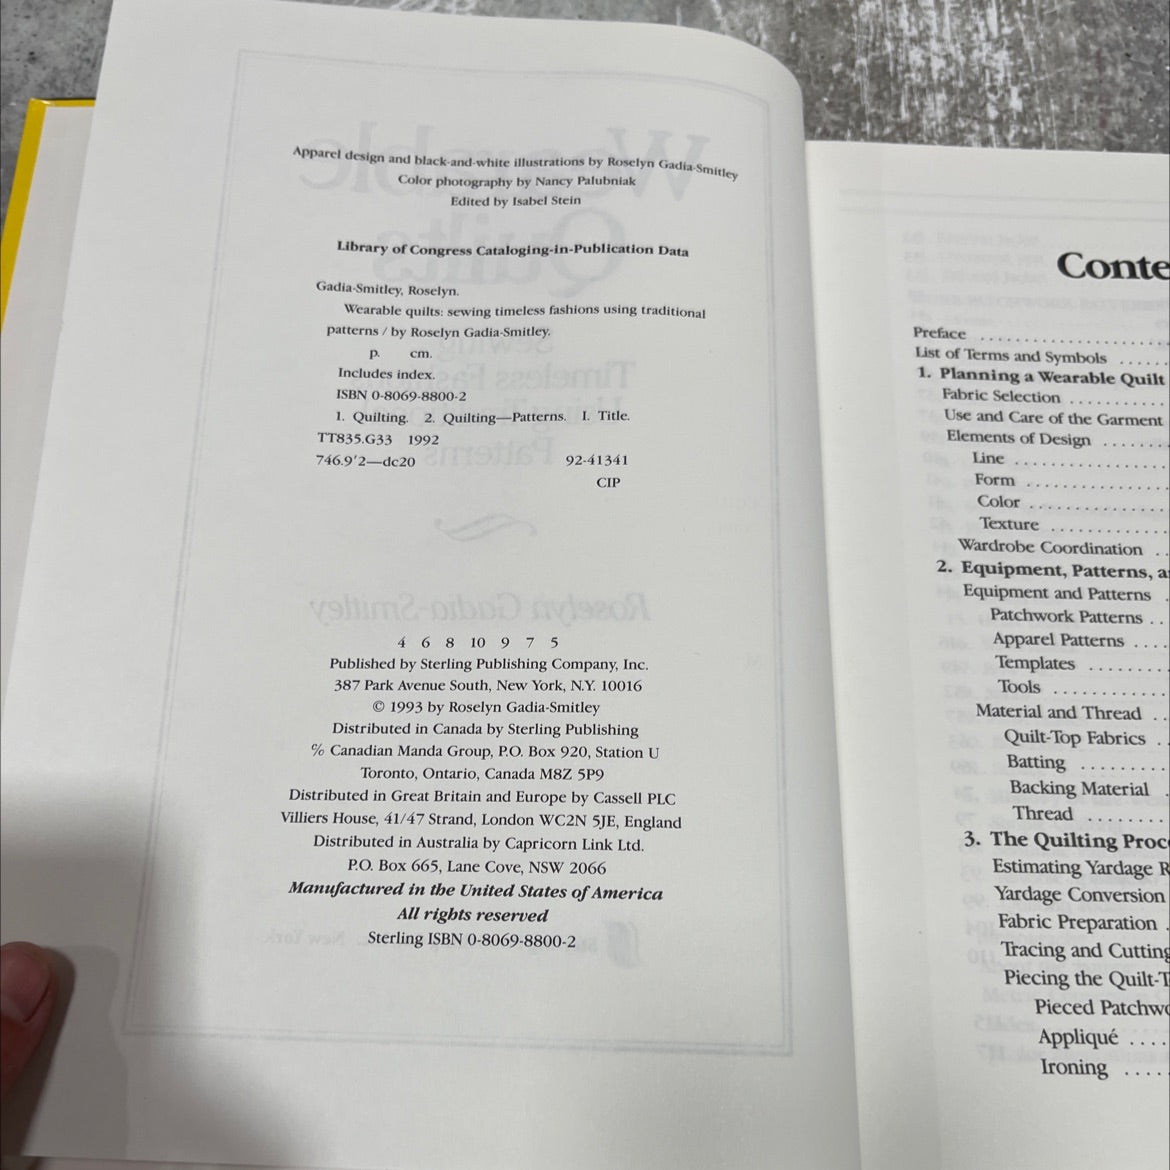 Apparel design and black-and-white illustrations by Roselyn Gadia-Smitley
Color photography by Nancy Palubniak
Edited by Isabel Stein
Library of Congress Cataloging-in-Publication Data
Gadia-Smitley, Roselyn.
Wearable quilts: sewing timeless fashions using traditional
patterns / by Roselyn Gadia-Smitley.
p. cm.
Includes index.
ISBN 0-8069-8800-2
1. Quilting. 2. Quilting—Patterns. I. Title.
TT835.G33 1992
746.9'2—dc20 92-41341
CIP
4 6 8 10 9 7 5
Published by Sterling Publishing Company, Inc.
387 Park Avenue South, New York, N.Y. 10016
© 1993 by Roselyn Gadia-Smitley
Distributed in Canada by Sterling Publishing
℅ Canadian Manda Group, P.O. Box 920, Station U
Toronto, Ontario, Canada M8Z 5P9
Distributed in Great Britain and Europe by Cassell PLC
Villiers House, 41/47 Strand, London WC2N 5JE, England
Distributed in Australia by Capricorn Link Ltd.
P.O. Box 665, Lane Cove, NSW 2066
Manufactured in the United States of America
All rights reserved
Sterling ISBN 0-8069-8800-2
Conte
Preface
List of Terms and Symbols
1. Planning a Wearable Quilt
Fabric Selection
Use and Care of the Garment
Elements of Design
Line
Form
Color
Texture
Wardrobe Coordination
2. Equipment, Patterns, a
Equipment and Patterns
Patchwork Patterns
Apparel Patterns
Templates
Tools
Material and Thread
Quilt-Top Fabrics
Batting
Backing Material
Thread
3. The Quilting Proc
Estimating Yardage R
Yardage Conversion
Fabric Preparation
Tracing and Cutting
Piecing the Quilt-T
Pieced Patchwo
Appliqué
Ironing